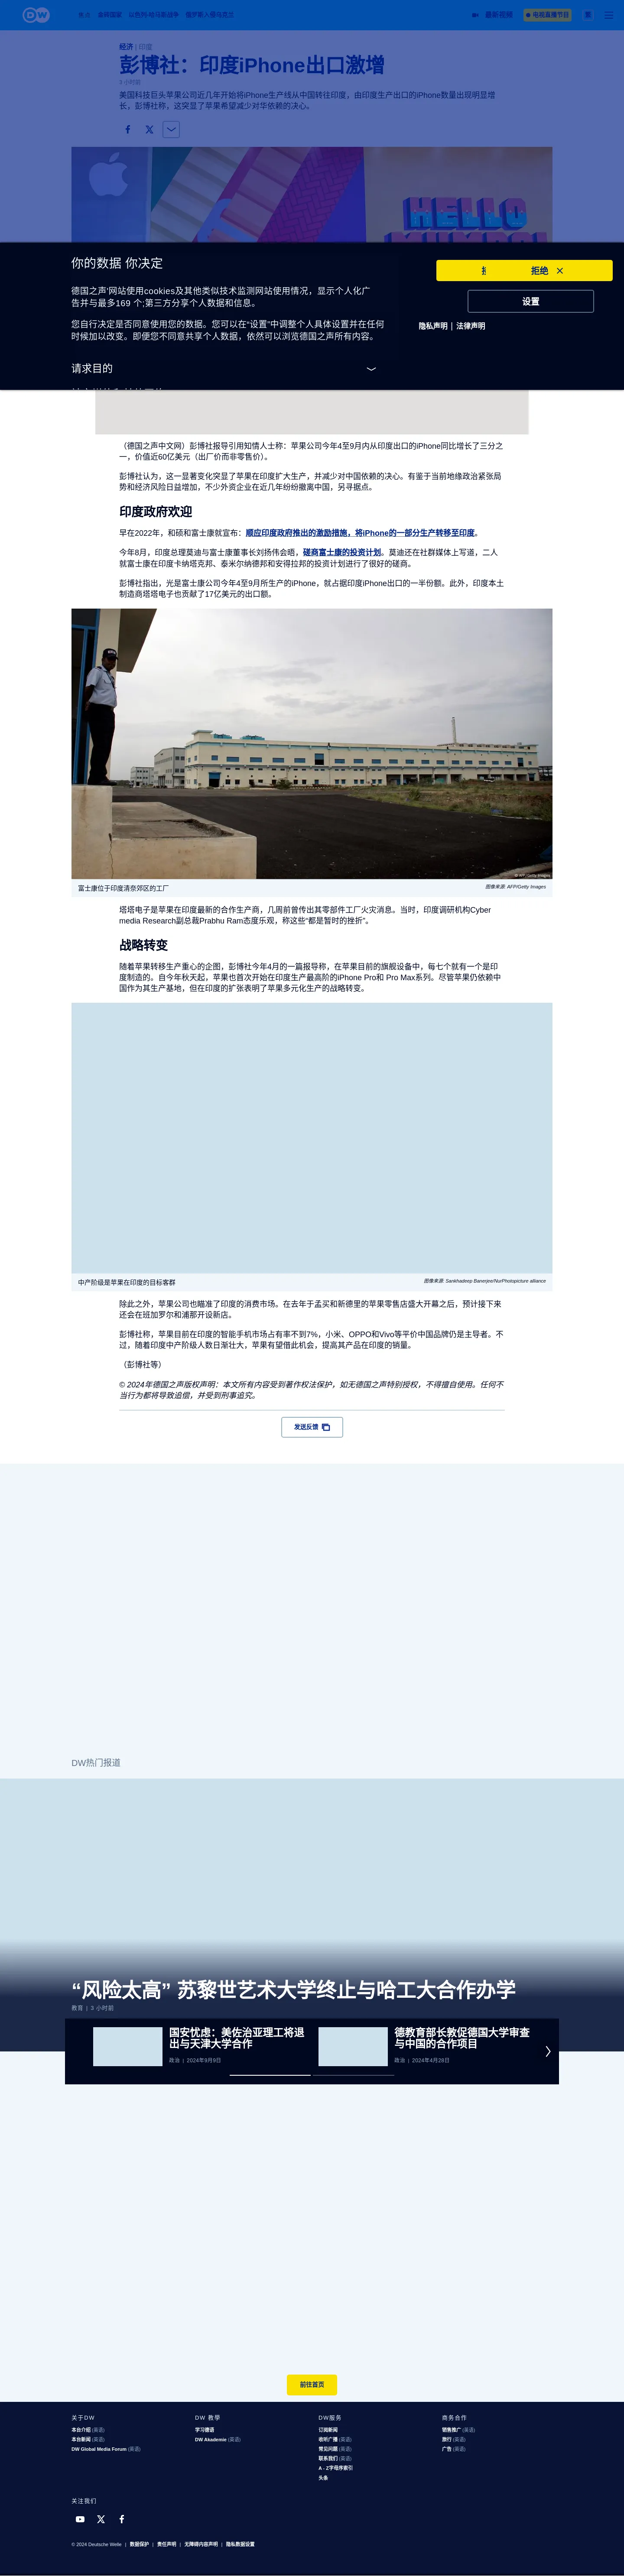 DW
焦点
最新视频
电视直播节目
简
经济 | 印度
彭博社：印度iPhone出口激增
3 小时前
美国科技巨头苹果公司近几年开始将iPhone生产线从中国转往印度，由印度生产出口的iPhone数量出现明显增
长，彭博社称，这突显了苹果希望减少对华依赖的决心。
HELLO
你的数据 你决定
拒绝
德国之声'网站使用cookies及其他类似技术监测网站使用情况，显示个人化广
告并与最多169 个;第三方分享个人数据和信息。
设置
隐私声明 | 法律声明
您自行决定是否同意使用您的数据。您可以在“设置”中调整个人具体设置并在任何
时候加以改变。即便您不同意共享个人数据，依然可以浏览德国之声所有内容。
请求目的
（德国之声中文网）彭博社报导引用知情人士称：苹果公司今年4至9月内从印度出口的iPhone同比增长了三分之
一，价值近60亿美元（出厂价而非零售价）。
彭博社认为，这一显著变化突显了苹果在印度扩大生产，并减少对中国依赖的决心。有鉴于当前地缘政治紧张局
势和经济风险日益增加，不少外资企业在近几年纷纷撤离中国，另寻据点。
印度政府欢迎
早在2022年，和硕和富士康就宣布：顺应印度政府推出的激励措施，将iPhone的一部分生产转移至印度。
今年8月，印度总理莫迪与富士康董事长刘扬伟会晤，磋商富士康的投资计划。莫迪还在社群媒体上写道，二人
就富士康在印度卡纳塔克邦、泰米尔纳德邦和安得拉邦的投资计划进行了很好的磋商。
彭博社指出，光是富士康公司今年4至9月所生产的iPhone，就占据印度iPhone出口的一半份额。此外，印度本土
制造商塔塔电子也贡献了17亿美元的出口额。
© AFP/Getty Images
富士康位于印度清奈郊区的工厂
图像来源: AFP/Getty Images
塔塔电子是苹果在印度最新的合作生产商，几周前曾传出其零部件工厂火灾消息。当时，印度调研机构Cyber
media Research副总裁Prabhu Ram态度乐观，称这些“都是暂时的挫折”。
战略转变
随着苹果转移生产重心的企图，彭博社今年4月的一篇报导称，在苹果目前的旗舰设备中，每七个就有一个是印
度制造的。自今年秋天起，苹果也首次开始在印度生产最高阶的iPhone Pro和 Pro Max系列。尽管苹果仍依赖中
国作为其生产基地，但在印度的扩张表明了苹果多元化生产的战略转变。
中产阶级是苹果在印度的目标客群
图像来源: Sankhadeep Banerjee/NurPhotopicture alliance
除此之外，苹果公司也瞄准了印度的消费市场。在去年于孟买和新德里的苹果零售店盛大开幕之后，预计接下来
还会在班加罗尔和浦那开设新店。
彭博社称，苹果目前在印度的智能手机市场占有率不到7%，小米、OPPO和Vivo等平价中国品牌仍是主导者。不
过，随着印度中产阶级人数日渐壮大，苹果有望借此机会，提高其产品在印度的销量。
（彭博社等）
© 2024年德国之声版权声明：本文所有内容受到著作权法保护，如无德国之声特别授权，不得擅自使用。任何不
当行为都将导致追偿，并受到刑事追究。
发送反馈
DW热门报道
“风险太高” 苏黎世艺术大学终止与哈工大合作办学
教育 | 3 小时前
国安忧虑：美佐治亚理工将退
出与天津大学合作
政治 | 2024年9月9日
德教育部长敦促德国大学审查
与中国的合作项目
政治 | 2024年4月28日
前往首页
关于DW
本台介绍 (英语)
本台新闻 (英语)
DW Global Media Forum (英语)
DW 教學
学习德语
DW Akademie (英语)
DW服务
订阅新闻
收听广播 (英语)
常见问题 (英语)
联系我们 (英语)
A - Z字母序索引
头条
商务合作
销售推广 (英语)
旅行 (英语)
广告 (英语)
关注我们
© 2024 Deutsche Welle | 数据保护 | 责任声明 | 无障碍内容声明 | 隐私数据设置